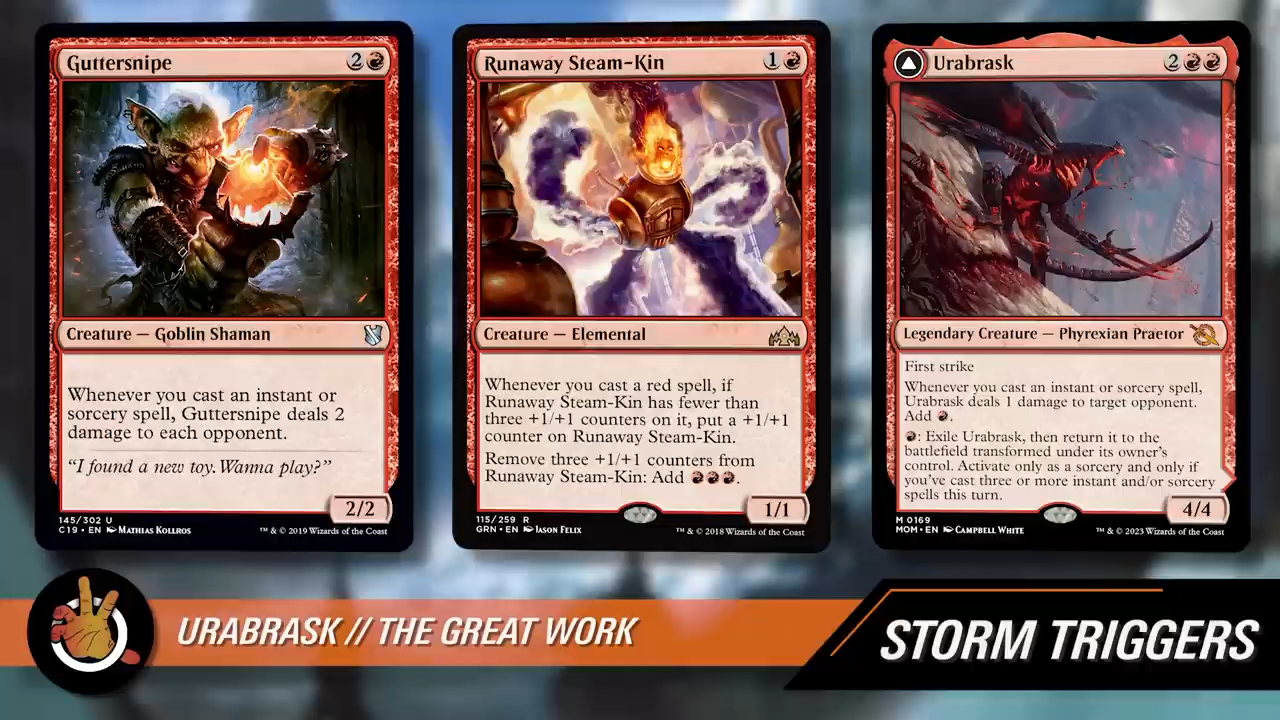 Guttersnipe 2
Creature — Goblin Shaman
Whenever you cast an instant or
sorcery spell, Guttersnipe deals 2
damage to each opponent.
“I found a new toy. Wanna play?”
2/2
145/302 U
C19 • EN Mathias Kollros ™ & © 2019 Wizards of the Coast
Runaway Steam-Kin 1
Creature — Elemental
Whenever you cast a red spell, if
Runaway Steam-Kin has fewer than
three +1/+1 counters on it, put a +1/+1
counter on Runaway Steam-Kin.
Remove three +1/+1 counters from
Runaway Steam-Kin: Add .
1/1
115/259 R
GRN • EN Jason Felix ™ & © 2018 Wizards of the Coast
Urabrask 2
Legendary Creature — Phyrexian Praetor
First strike
Whenever you cast an instant or sorcery spell,
Urabrask deals 1 damage to target opponent.
Add .
: Exile Urabrask, then return it to the
battlefield transformed under its owner's
control. Activate only as a sorcery and only if
you've cast three or more instant and/or sorcery
spells this turn.
4/4
M 0169
MOM • EN Campbell White ™ & © 2023 Wizards of the Coast
URABRASK // THE GREAT WORK
STORM TRIGGERS